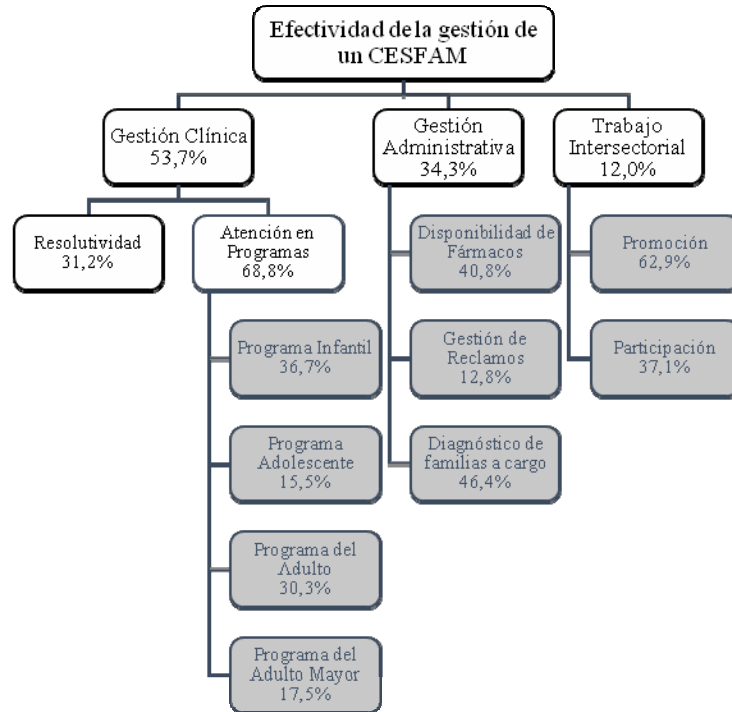 Efectividad de la gestión de
un CESFAM
Gestión Clínica
53,7%
Gestión
Administrativa
34,3%
Trabajo
Intersectorial
12,0%
Resolutividad
31,2%
Atención en
Programas
68,8%
Disponibilidad de
Fármacos
40,8%
Promoción
62,9%
Programa Infantil
36,7%
Gestión de
Reclamos
12,8%
Participación
37,1%
Programa
Adolescente
15,5%
Diagnóstico de
familias a cargo
46,4%
Programa del
Adulto
30,3%
Programa del
Adulto Mayor
17,5%